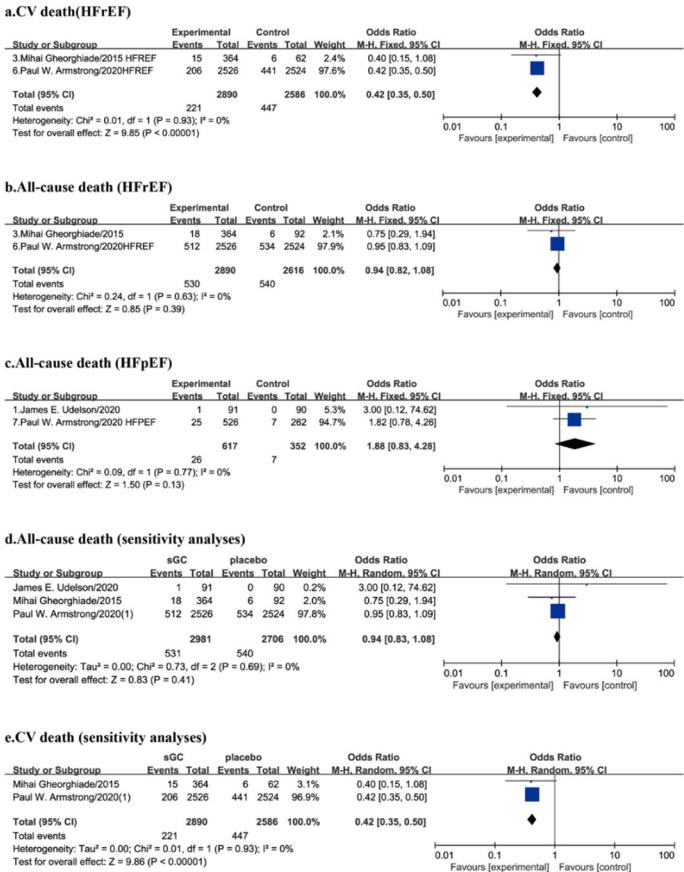 a.CV death(HFrEF)
Experimental Control Odds Ratio Odds Ratio
Study or Subgroup Events Total Events Total Weight M-H. Fixed. 95% CI M-H. Fixed. 95% CI
3.Mihai Gheorghiade/2015 HFREF 15 364 6 62 2.4% 0.40 [0.15, 1.08]
6.Paul W. Armstrong/2020HFREF 206 2526 441 2524 97.6% 0.42 [0.35, 0.50]
Total (95% CI) 2890 2586 100.0% 0.42 [0.35, 0.50]
Total events 221 447
Heterogeneity: Chi² = 0.01, df = 1 (P = 0.93); I² = 0%
Test for overall effect: Z = 9.85 (P < 0.00001)
0.01 0.1 1 10 100
Favours [experimental] Favours [control]
b.All-cause death (HFrEF)
Experimental Control Odds Ratio Odds Ratio
Study or Subgroup Events Total Events Total Weight M-H. Fixed. 95% CI M-H. Fixed. 95% CI
3.Mihai Gheorghiade/2015 18 364 6 92 2.1% 0.75 [0.29, 1.94]
6.Paul W. Armstrong/2020HFREF 512 2526 534 2524 97.9% 0.95 [0.83, 1.09]
Total (95% CI) 2890 2616 100.0% 0.94 [0.82, 1.08]
Total events 530 540
Heterogeneity: Chi² = 0.24, df = 1 (P = 0.63); I² = 0%
Test for overall effect: Z = 0.85 (P = 0.39)
0.01 0.1 1 10 100
Favours [experimental] Favours [control]
c.All-cause death (HFpEF)
Experimental Control Odds Ratio Odds Ratio
Study or Subgroup Events Total Events Total Weight M-H. Fixed. 95% CI M-H. Fixed. 95% CI
1.James E. Udelson/2020 1 91 0 90 5.3% 3.00 [0.12, 74.62]
7.Paul W. Armstrong/2020 HFPEF 25 526 7 262 94.7% 1.82 [0.78, 4.26]
Total (95% CI) 617 352 100.0% 1.88 [0.83, 4.28]
Total events 26 7
Heterogeneity: Chi² = 0.09, df = 1 (P = 0.77); I² = 0%
Test for overall effect: Z = 1.50 (P = 0.13)
0.01 0.1 1 10 100
Favours [experimental] Favours [control]
d.All-cause death (sensitivity analyses)
sGC placebo Odds Ratio Odds Ratio
Study or Subgroup Events Total Events Total Weight M-H. Random. 95% CI M-H. Random. 95% CI
James E. Udelson/2020 1 91 0 90 0.2% 3.00 [0.12, 74.62]
Mihai Gheorghiade/2015 18 364 6 92 2.0% 0.75 [0.29, 1.94]
Paul W. Armstrong/2020(1) 512 2526 534 2524 97.8% 0.95 [0.83, 1.09]
Total (95% CI) 2981 2706 100.0% 0.94 [0.83, 1.08]
Total events 531 540
Heterogeneity: Tau² = 0.00; Chi² = 0.73, df = 2 (P = 0.69); I² = 0%
Test for overall effect: Z = 0.83 (P = 0.41)
0.01 0.1 1 10 100
Favours [experimental] Favours [control]
e.CV death (sensitivity analyses)
sGC placebo Odds Ratio Odds Ratio
Study or Subgroup Events Total Events Total Weight M-H. Random. 95% CI M-H. Random. 95% CI
Mihai Gheorghiade/2015 15 364 6 62 3.1% 0.40 [0.15, 1.08]
Paul W. Armstrong/2020(1) 206 2526 441 2524 96.9% 0.42 [0.35, 0.50]
Total (95% CI) 2890 2586 100.0% 0.42 [0.35, 0.50]
Total events 221 447
Heterogeneity: Tau² = 0.00; Chi² = 0.01, df = 1 (P = 0.93); I² = 0%
Test for overall effect: Z = 9.86 (P < 0.00001)
0.01 0.1 1 10 100
Favours [experimental] Favours [control]